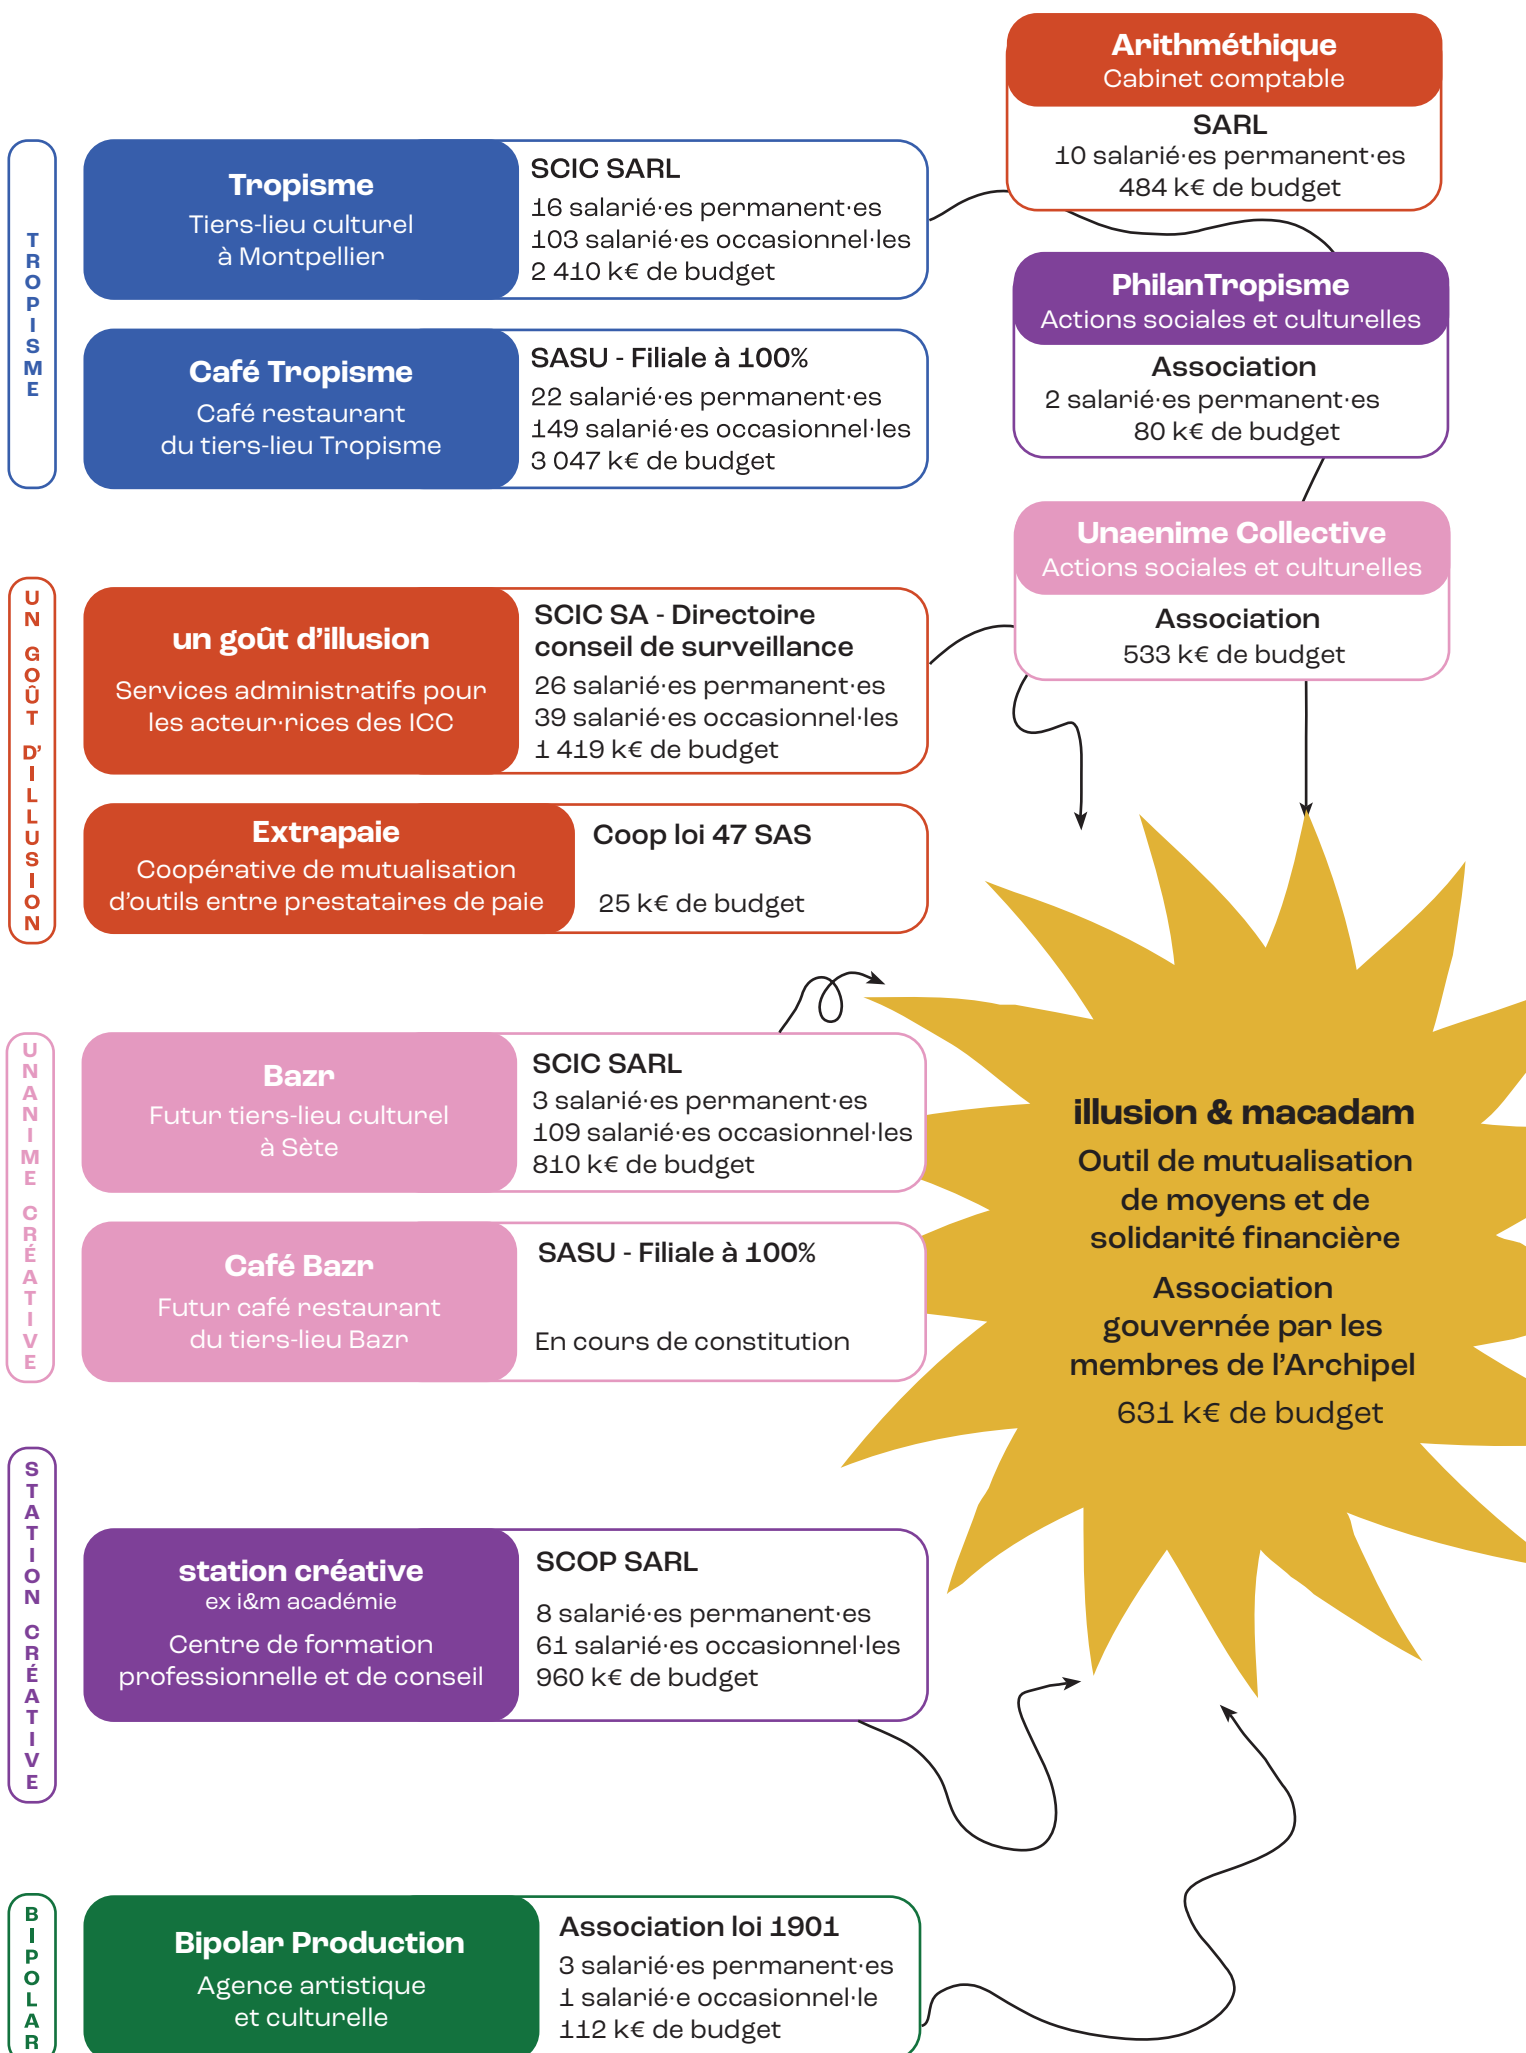 Arithméthique
Cabinet comptable
SARL
10 salarié·es permanent·es
484 k€ de budget
TROPISME
Tropisme
Tiers-lieu culturel
à Montpellier
SCIC SARL
16 salarié·es permanent·es
103 salarié·es occasionnel·les
2 410 k€ de budget
PhilanTropisme
Actions sociales et culturelles
Association
2 salarié·es permanent·es
80 k€ de budget
Café Tropisme
Café restaurant
du tiers-lieu Tropisme
SASU - Filiale à 100%
22 salarié·es permanent·es
149 salarié·es occasionnel·les
3 047 k€ de budget
Unaenime Collective
Actions sociales et culturelles
Association
533 k€ de budget
UN GOÛT D’ILLUSION
un goût d’illusion
Services administratifs pour
les acteur·rices des ICC
SCIC SA - Directoire
conseil de surveillance
26 salarié·es permanent·es
39 salarié·es occasionnel·les
1 419 k€ de budget
Extrapaie
Coopérative de mutualisation
d’outils entre prestataires de paie
Coop loi 47 SAS
25 k€ de budget
UNANIME CRÉATIVE
Bazr
Futur tiers-lieu culturel
à Sète
SCIC SARL
3 salarié·es permanent·es
109 salarié·es occasionnel·les
810 k€ de budget
Café Bazr
Futur café restaurant
du tiers-lieu Bazr
SASU - Filiale à 100%
En cours de constitution
illusion & macadam
Outil de mutualisation
de moyens et de
solidarité financière
Association
gouvernée par les
membres de l’Archipel
631 k€ de budget
STATION CRÉATIVE
station créative
ex i&m académie
Centre de formation
professionnelle et de conseil
SCOP SARL
8 salarié·es permanent·es
61 salarié·es occasionnel·les
960 k€ de budget
BIPOLAR
Bipolar Production
Agence artistique
et culturelle
Association loi 1901
3 salarié·es permanent·es
1 salarié·e occasionnel·le
112 k€ de budget